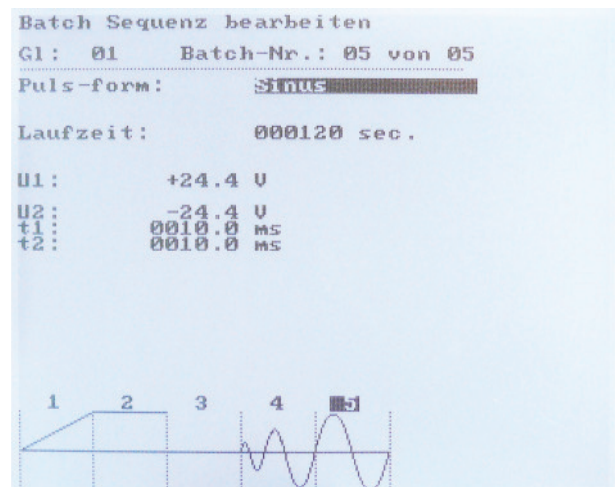 Batch Sequenz bearbeiten
Gl: 01 Batch-Nr.: 05 von 05
Puls-form: Sinus
Laufzeit: 000120 sec.
U1: +24.4 V
U2: -24.4 V
t1: 0010.0 ms
t2: 0010.0 ms
1 2 3 4 5